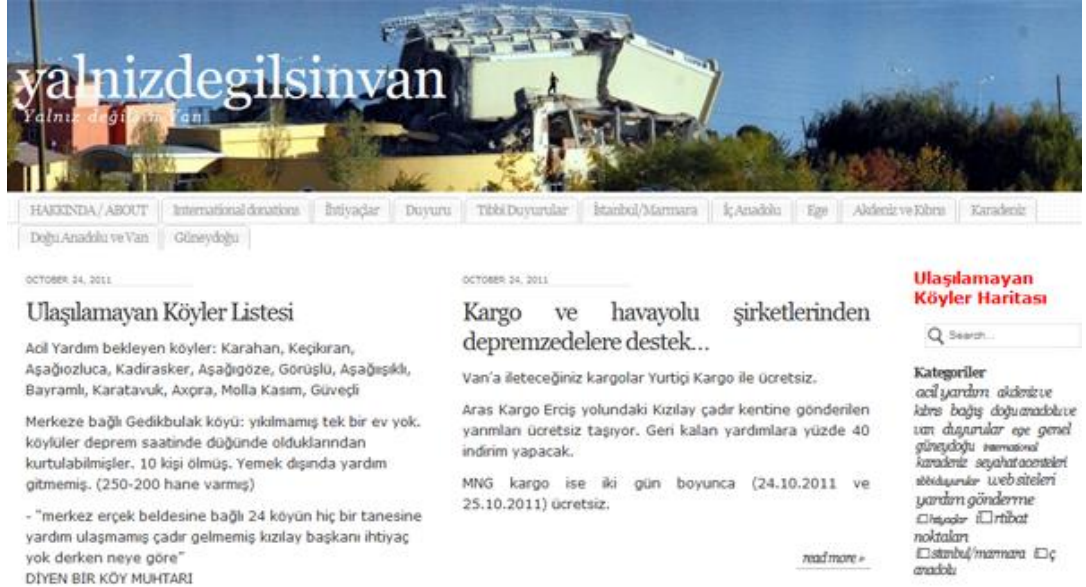 yalnizdegilsinvan
Yalnız değilsin Van
HAKKINDA / ABOUT International donations İhtiyaçlar Duyuru Tıbbi Duyurular İstanbul/Marmara İç Anadolu Ege Akdeniz ve Kıbrıs Karadeniz
Doğu Anadolu ve Van Güneydoğu
OCTOBER 24, 2011
Ulaşılamayan Köyler Listesi
Acil Yardım bekleyen köyler: Karahan, Keçikıran,
Aşağıozluca, Kadirasker, Aşağıgöze, Görüşlü, Aşağıışıklı,
Bayramlı, Karatavuk, Axçıra, Molla Kasım, Güveçli
Merkeze bağlı Gedikbulak köyü: yıkılmamış tek bir ev yok.
köylüler deprem saatinde düğünde olduklarından
kurtulabilmişler. 10 kişi ölmüş. Yemek dışında yardım
gitmemiş. (250-200 hane varmış)
- "merkez erçek beldesine bağlı 24 köyün hiç bir tanesine
yardım ulaşmamış çadır gelmemiş kızılay başkanı ihtiyaç
yok derken neye göre"
DİYEN BİR KÖY MUHTARI
OCTOBER 24, 2011
Kargo ve havayolu şirketlerinden
depremzedelere destek...
Van'a ileteceğiniz kargolar Yurtiçi Kargo ile ücretsiz.
Aras Kargo Erciş yolundaki Kızılay çadır kentine gönderilen
yarımları ücretsiz taşıyor. Geri kalan yardımlara yüzde 40
indirim yapacak.
MNG kargo ise iki gün boyunca (24.10.2011 ve
25.10.2011) ücretsiz.
read more »
Ulaşılamayan
Köyler Haritası
Search...
Kategoriler
acil yardım akdeniz ve
kıbrıs bağış doğu anadolu ve
van duyurular ege genel
güneydoğu international
karadeniz seyahat acenteleri
tıbbi duyurular web siteleri
yardım gönderme
ihtiyaçlar irtibat
noktaları
istanbul/marmara iç
anadolu